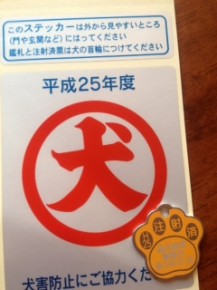 このステッカーは外から見やすいところ
(門や玄関など)にはってください
鑑札と注射済票は犬の首輪につけてください
平成25年度
犬
注射済
犬害防止にご協力くだ